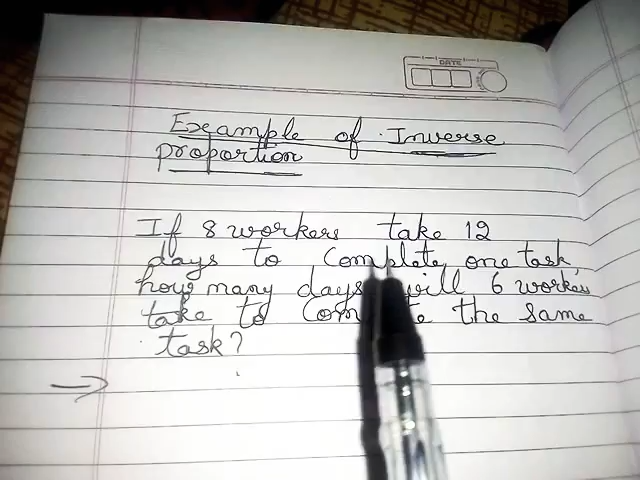 DATE
Example of Inverse
proportion
If 8 workers take 12
days to complete one task,
how many days will 6 workers
take to the same
task?